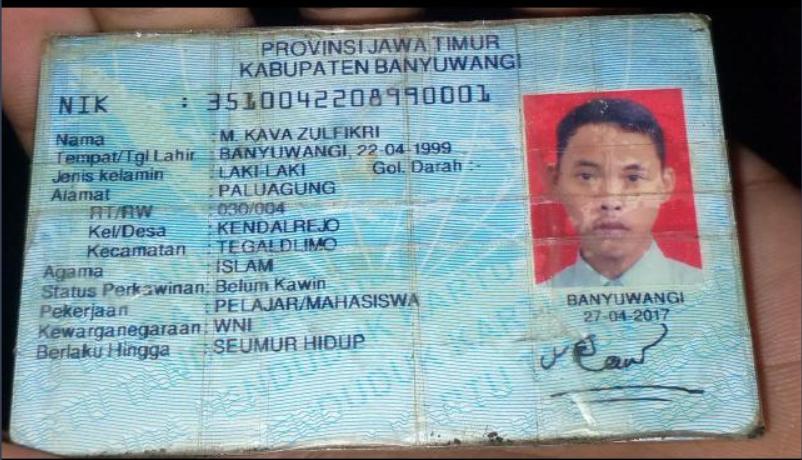 PROVINSI JAWA TIMUR
KABUPATEN BANYUWANGI
NIK : 3510042208990001
Nama : M. KAVA ZULFIKRI
Tempat/Tgl Lahir : BANYUWANGI, 22-04-1999
Jenis kelamin : LAKI-LAKI Gol. Darah :-
Alamat : PALUAGUNG
RT/RW : 030/004
Kel/Desa : KENDALREJO
Kecamatan : TEGALDLIMO
Agama : ISLAM
Status Perkawinan: Belum Kawin
Pekerjaan : PELAJAR/MAHASISWA
Kewarganegaraan: WNI
Berlaku Hingga : SEUMUR HIDUP
BANYUWANGI
27-04-2017